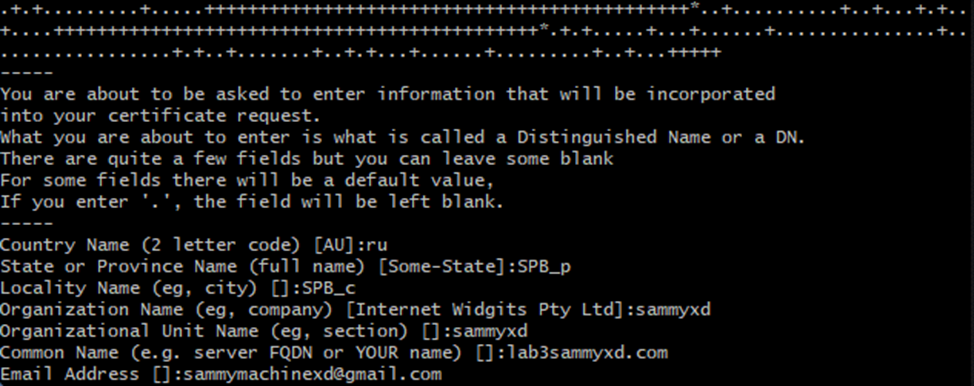 .+.+.........+.....+++++++++++++++++++++++++++++++++++++++++++++*..+..........+..+...+.+..
+....+++++++++++++++++++++++++++++++++++++++++++++*.+.+.....+...+......+...............+..
................+.+..+.......+..+.+...+......+.........+..+...+++++
-----
You are about to be asked to enter information that will be incorporated
into your certificate request.
What you are about to enter is what is called a Distinguished Name or a DN.
There are quite a few fields but you can leave some blank
For some fields there will be a default value,
If you enter '.', the field will be left blank.
-----
Country Name (2 letter code) [AU]:ru
State or Province Name (full name) [Some-State]:SPB_p
Locality Name (eg, city) []:SPB_c
Organization Name (eg, company) [Internet Widgits Pty Ltd]:sammyxd
Organizational Unit Name (eg, section) []:sammyxd
Common Name (e.g. server FQDN or YOUR name) []:lab3sammyxd.com
Email Address []:sammymachinexd@gmail.com